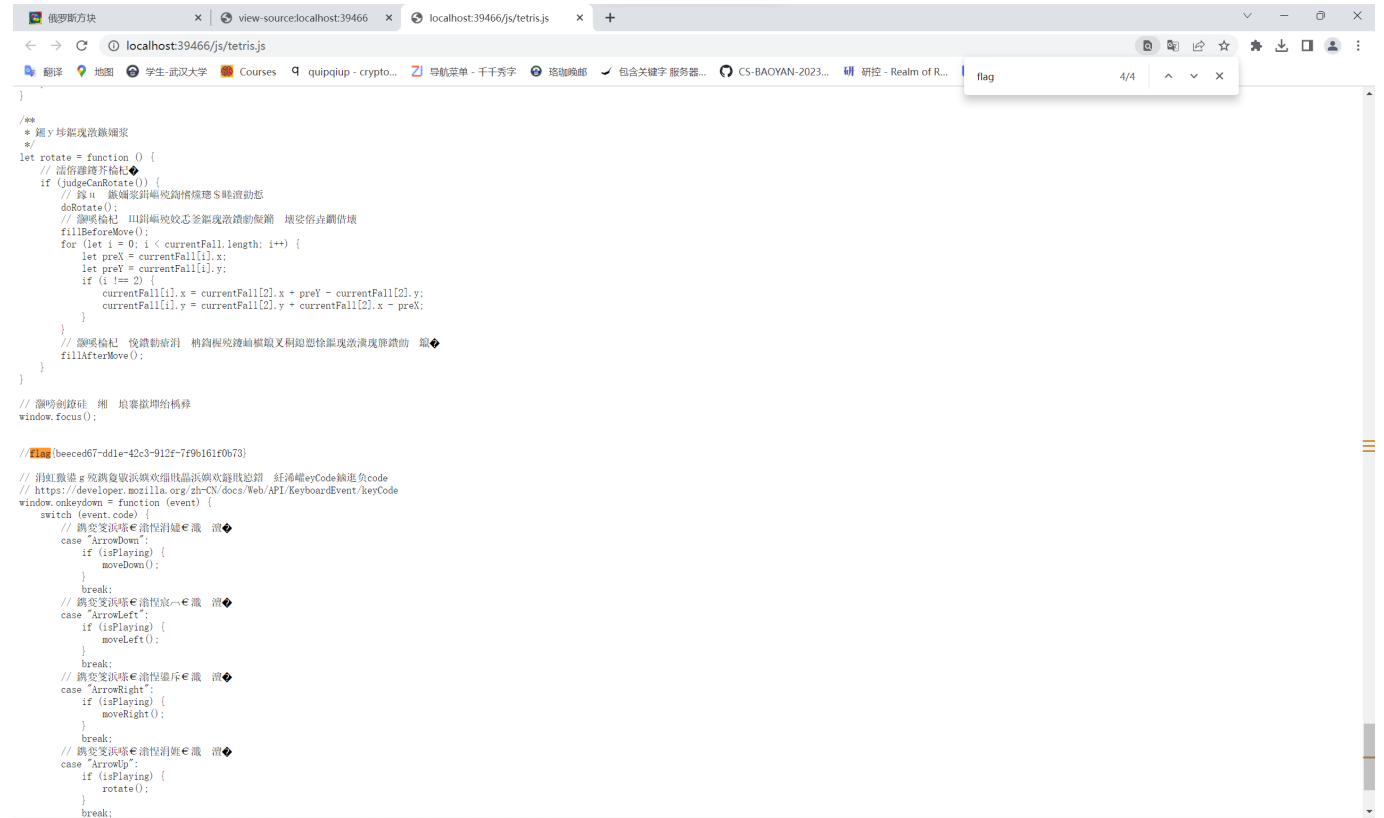 俄罗斯方块
view-source:localhost:39466
localhost:39466/js/tetris.js
localhost:39466/js/tetris.js
翻译 地图 学生-武汉大学 Courses quipqiup - crypto... 导航菜单 - 千千秀字 珞珈晚邮 包含关键字 服务器... CS-BAOYAN-2023... 研控 - Realm of R...
flag 4/4
}
/**
*/
let rotate = function () {
//
if (judgeCanRotate()) {
//
doRotate();
//
fillBeforeMove();
for (let i = 0; i < currentFall.length; i++) {
let preX = currentFall[i].x;
let preY = currentFall[i].y;
if (i !== 2) {
currentFall[i].x = currentFall[2].x + preY - currentFall[2].y;
currentFall[i].y = currentFall[2].y + currentFall[2].x - preX;
}
}
//
fillAfterMove();
}
}
//
window.focus();
//flag{beeced67-dd1e-42c3-912f-7f9b161f0b73}
// eyCode code
// https://developer.mozilla.org/zh-CN/docs/Web/API/KeyboardEvent/keyCode
window.onkeydown = function (event) {
switch (event.code) {
//
case "ArrowDown":
if (isPlaying) {
moveDown();
}
break;
//
case "ArrowLeft":
if (isPlaying) {
moveLeft();
}
break;
//
case "ArrowRight":
if (isPlaying) {
moveRight();
}
break;
//
case "ArrowUp":
if (isPlaying) {
rotate();
}
break;